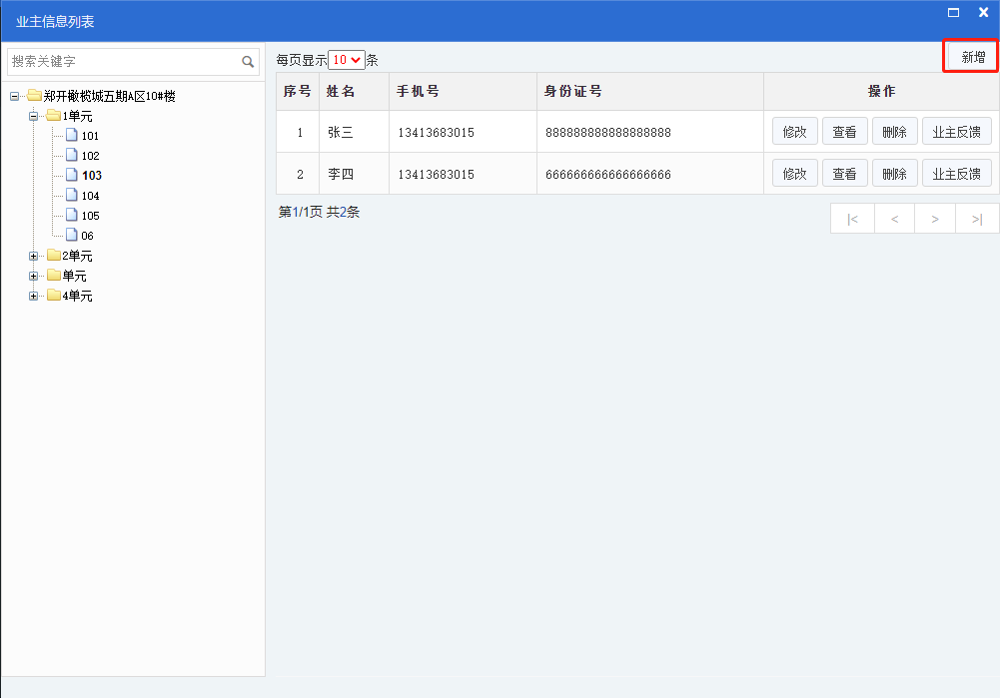 业主信息列表
搜索关键字
郑开橄榄城五期A区10#楼
1单元
101
102
103
104
105
06
2单元
单元
4单元
每页显示 10 条
新增
序号 姓名 手机号 身份证号 操作
1 张三 13413683015 888888888888888888 修改 查看 删除 业主反馈
2 李四 13413683015 666666666666666666 修改 查看 删除 业主反馈
第1/1页 共2条
|< < > >|